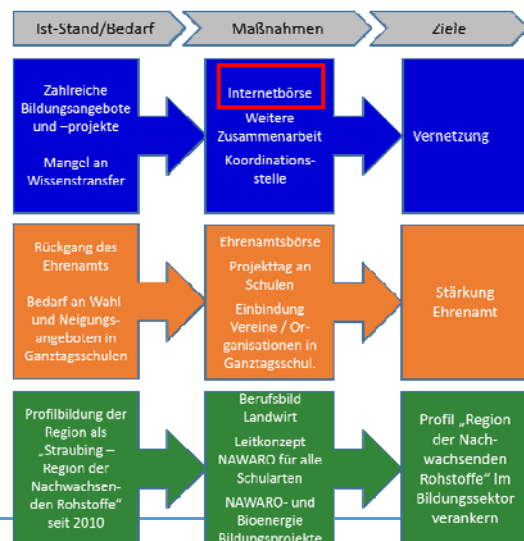 Ist-Stand/Bedarf
Maßnahmen
Ziele
Zahlreiche
Bildungsangebote
und –projekte
Mangel an
Wissenstransfer
Internetbörse
Weitere
Zusammenarbeit
Koordinations-
stelle
Vernetzung
Rückgang des
Ehrenamts
Bedarf an Wahl
und Neigungs-
angeboten in
Ganztagsschulen
Ehrenamtsbörse
Projekttag an
Schulen
Einbindung
Vereine / Or-
ganisationen in
Ganztagsschul.
Stärkung
Ehrenamt
Profilbildung der
Region als
„Straubing –
Region der
Nachwachsen-
den Rohstoffe“
seit 2010
Berufsbild
Landwirt
Leitkonzept
NAWARO für alle
Schularten
NAWARO- und
Bioenergie
Bildungsprojekte
Profil „Region
der Nach-
wachsenden
Rohstoffe“ im
Bildungssektor
verankern